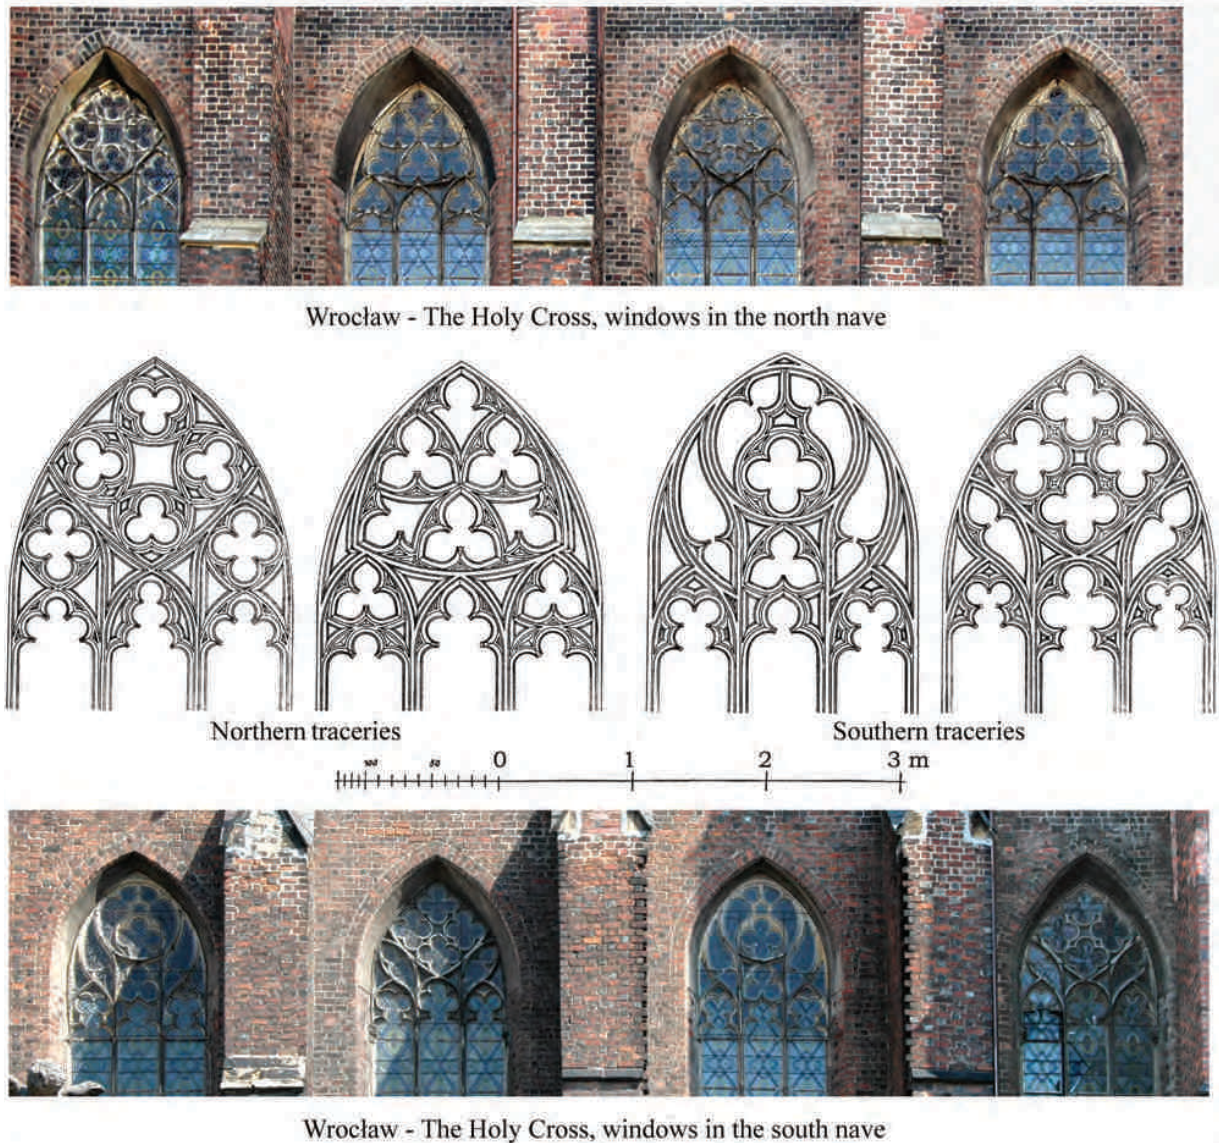 Wrocław - The Holy Cross, windows in the north nave
Northern traceries
Southern traceries
0 1 2 3 m
Wrocław - The Holy Cross, windows in the south nave